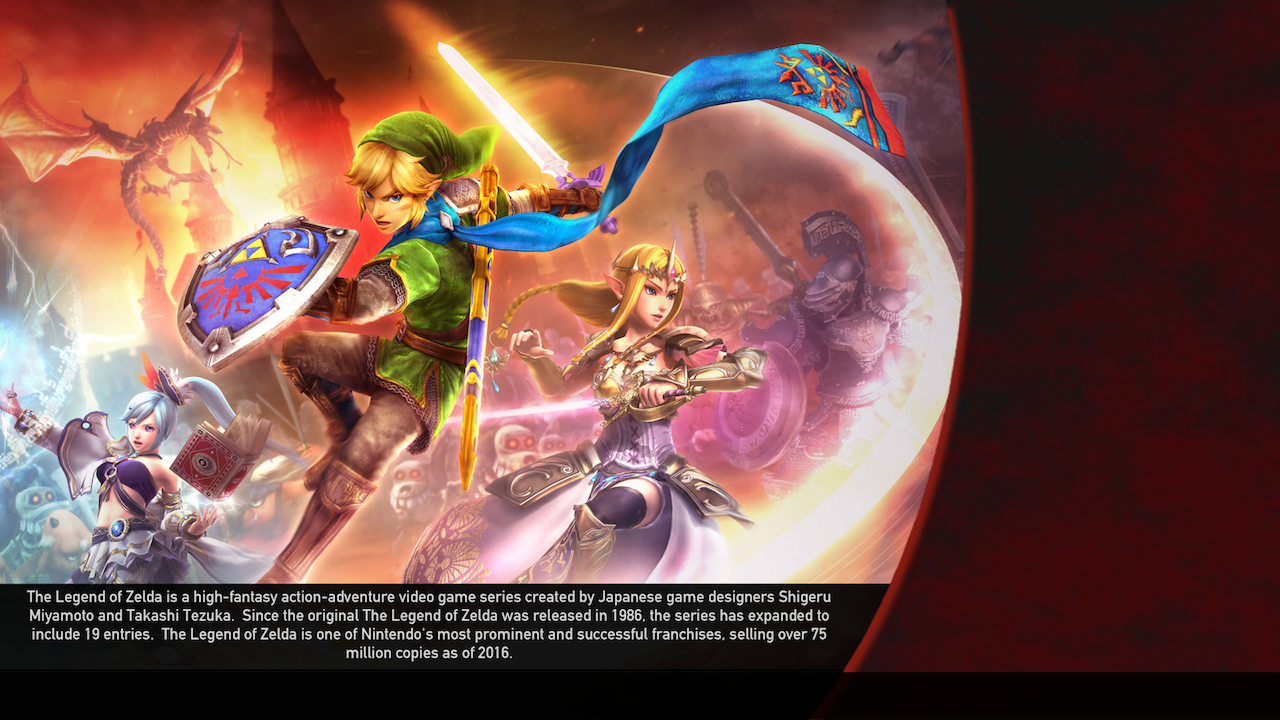 The Legend of Zelda is a high-fantasy action-adventure video game series created by Japanese game designers Shigeru
Miyamoto and Takashi Tezuka.  Since the original The Legend of Zelda was released in 1986, the series has expanded to
include 19 entries.  The Legend of Zelda is one of Nintendo's most prominent and successful franchises, selling over 75
million copies as of 2016.